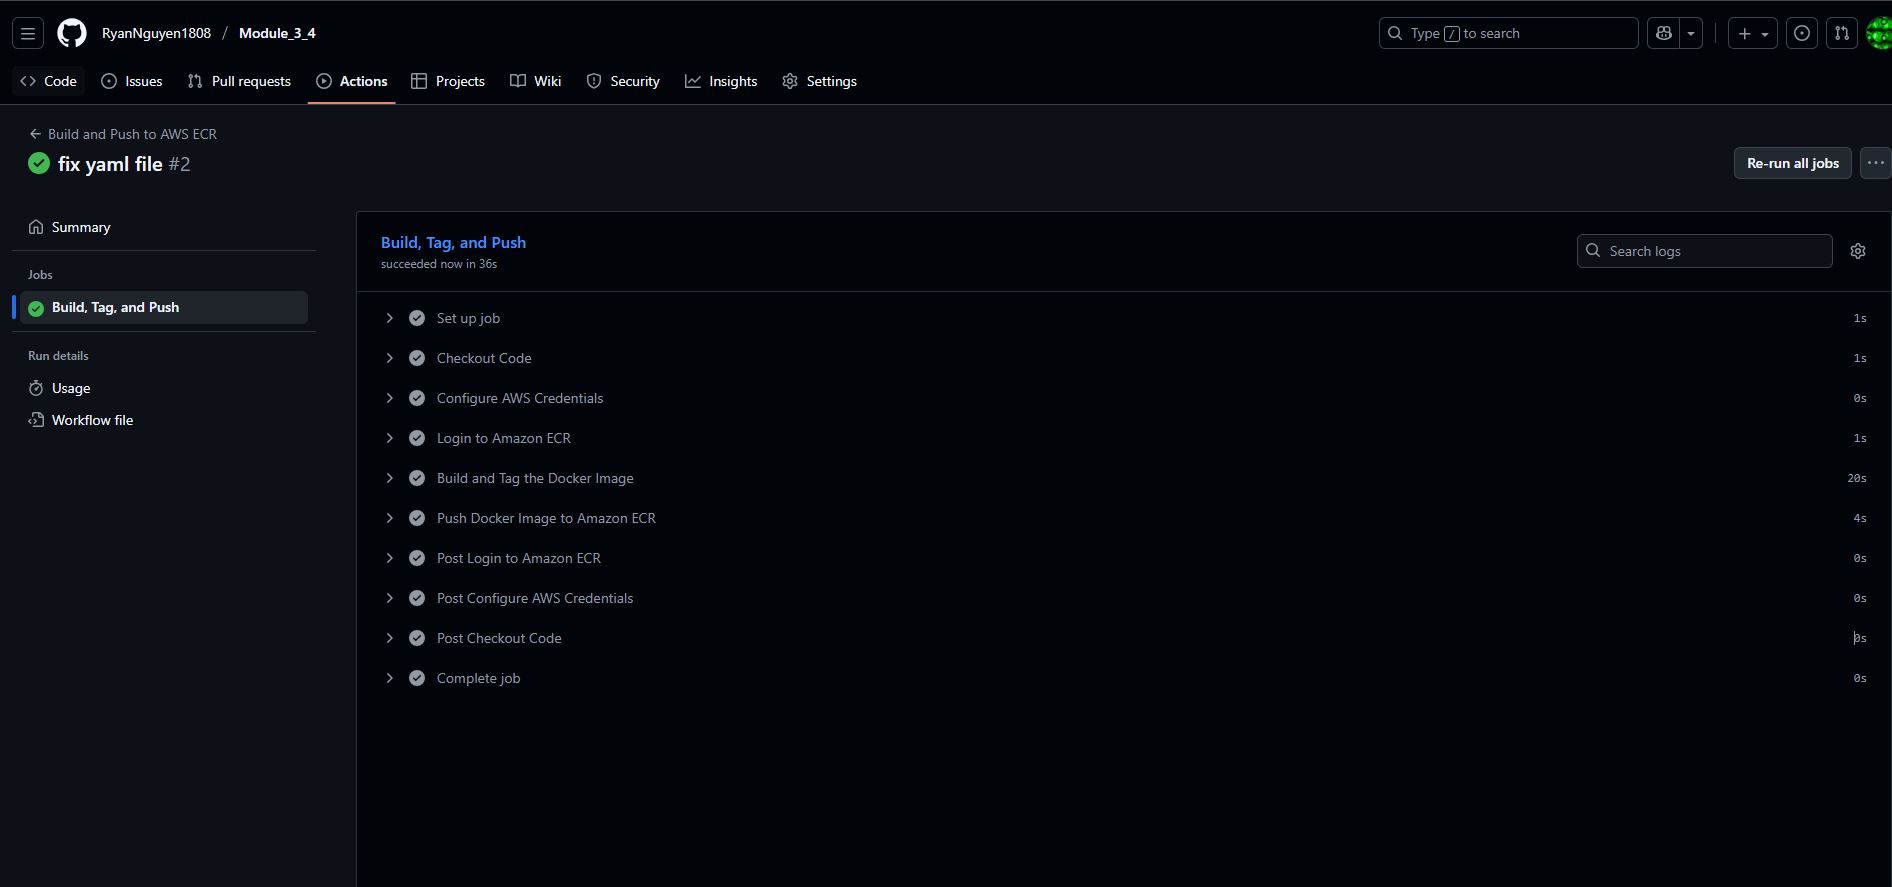 RyanNguyen1808 / Module_3_4
Type / to search
Code Issues Pull requests Actions Projects Wiki Security Insights Settings
Build and Push to AWS ECR
fix yaml file #2
Re-run all jobs
Summary
Jobs
Build, Tag, and Push
Run details
Usage
Workflow file
Build, Tag, and Push
succeeded now in 36s
Search logs
Set up job 1s
Checkout Code 1s
Configure AWS Credentials 0s
Login to Amazon ECR 1s
Build and Tag the Docker Image 20s
Push Docker Image to Amazon ECR 4s
Post Login to Amazon ECR 0s
Post Configure AWS Credentials 0s
Post Checkout Code 0s
Complete job 0s